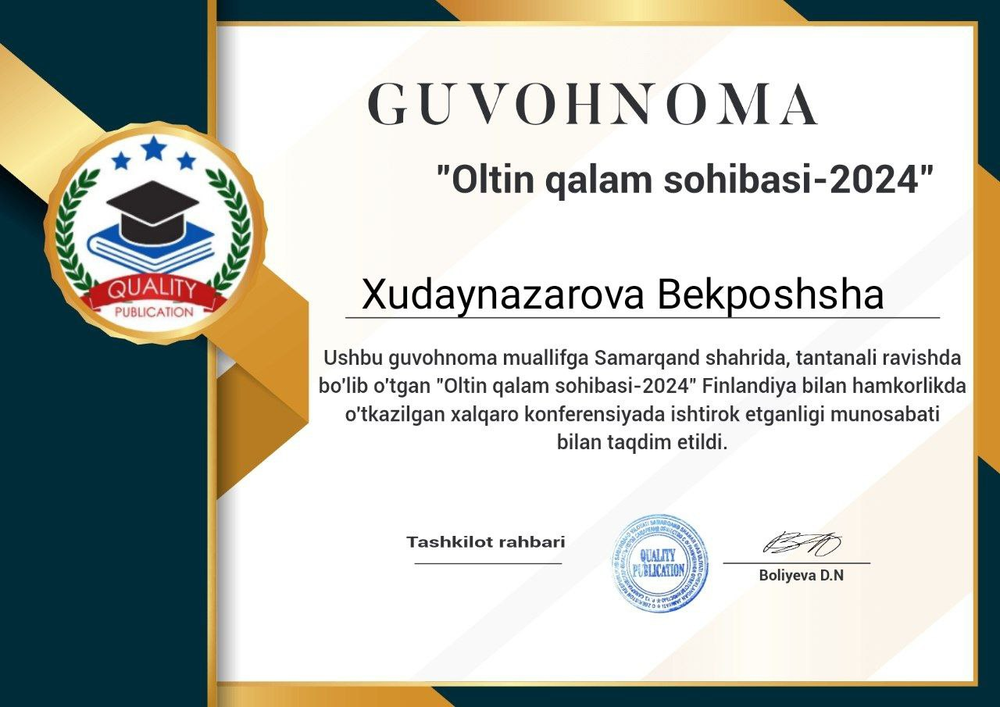 GUVOHNOMA
"Oltin qalam sohibasi-2024"
QUALITY
PUBLICATION
Xudaynazarova Bekposhsha
Ushbu guvohnoma muallifga Samarqand shahrida, tantanali ravishda
bo'lib o'tgan "Oltin qalam sohibasi-2024" Finlandiya bilan hamkorlikda
o'tkazilgan xalqaro konferensiyada ishtirok etganligi munosabati
bilan taqdim etildi.
Tashkilot rahbari
QUALITY
PUBLICATION
Boliyeva D.N